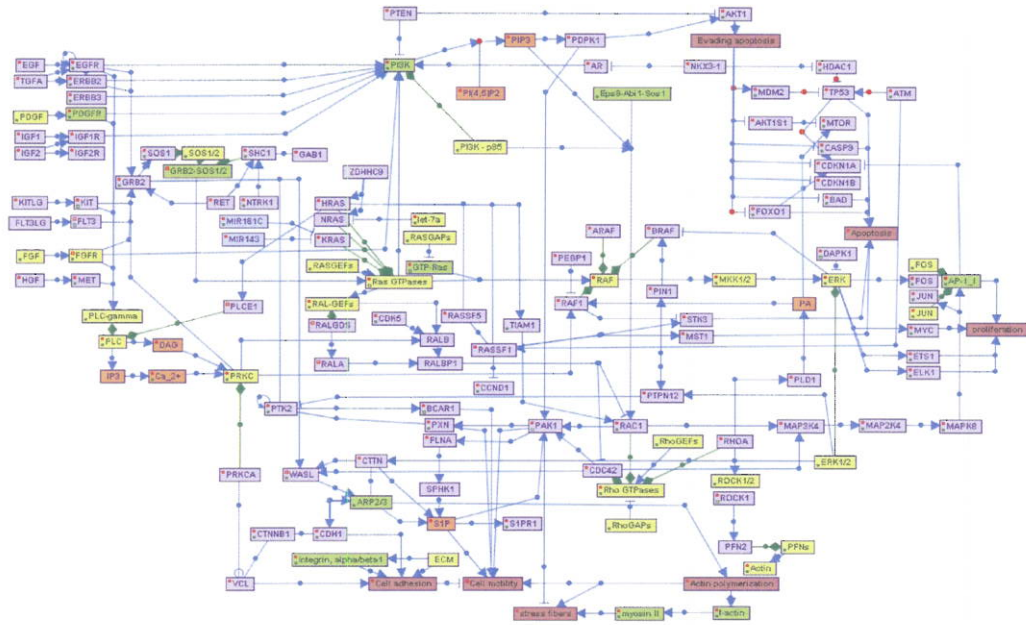 PTEN
AKT1
Evading apoptosis
PIP3
PDPK1
EGF
EGFR
PI3K
AR
NKX3-1
HDAC1
TGFA
ERBB2
ERBB3
PI(4,5)P2
Eps8-Abi1-Sos1
MDM2
TP53
ATM
PDGF
PDGFR
IGF1
IGF1R
AKT1S1
MTOR
IGF2
IGF2R
SOS1
SOS1/2
SHC1
GAB1
PI3K - p85
CASP9
GRB2-SOS1/2
CDKN1A
GRB2
ZDHHC9
CDKN1B
KITLG
KIT
RET
NTRK1
HRAS
BAD
FLT3LG
FLT3
MIR181C
NRAS
let-7a
FOXO1
MIR143
KRAS
RASGAPs
ARAF
BRAF
Apoptosis
FGF
FGFR
RASGEFs
GTP-Ras
PEBP1
DAPK1
FOS
HGF
MET
Ras GTPases
RAF
MKK1/2
ERK
FOS
PIN1
JUN
PLCE1
RAL-GEFs
RAF1
PA
JUN
PLC-gamma
RALGDS
CDK5
RASSF5
TIAM1
STK3
MYC
proliferation
PLC
DAG
RALB
RASSF1
MST1
ETS1
RALA
RALBP1
ELK1
IP3
Ca_2+
PRKC
CCND1
PLD1
PTPN12
PTK2
BCAR1
PXN
PAK1
RAC1
MAP3K4
MAP2K4
MAPK8
FLNA
RhoGEFs
RHOA
CTTN
CDC42
ERK1/2
PRKCA
WASL
SPHK1
Rho GTPases
ROCK1/2
ARP2/3
ROCK1
S1P
S1PR1
RhoGAPs
CTNNB1
CDH1
PFN2
PFNs
Integrin, alpha/beta1
ECM
Actin
VCL
Cell adhesion
Cell motility
Actin polymerization
stress fibers
myosin II
f-actin